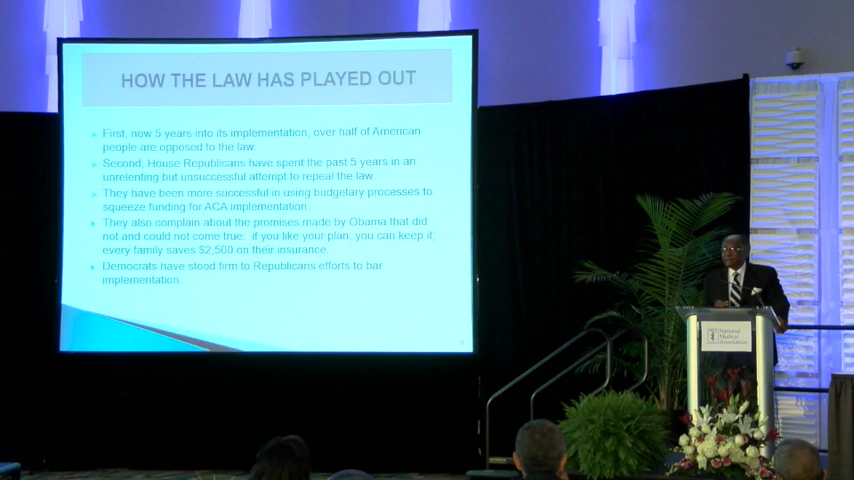 HOW THE LAW HAS PLAYED OUT
First, now 5 years into its implementation, over half of American
people are opposed to the law.
Second, House Republicans have spent the past 5 years in an
unrelenting but unsuccessful attempt to repeal the law.
They have been more successful in using budgetary processes to
squeeze funding for ACA implementation.
They also complain about the promises made by Obama that did
not and could not come true: if you like your plan, you can keep it;
every family saves $2,500 on their insurance.
Democrats have stood firm to Republicans efforts to bar
implementation.
National
Medical
Association